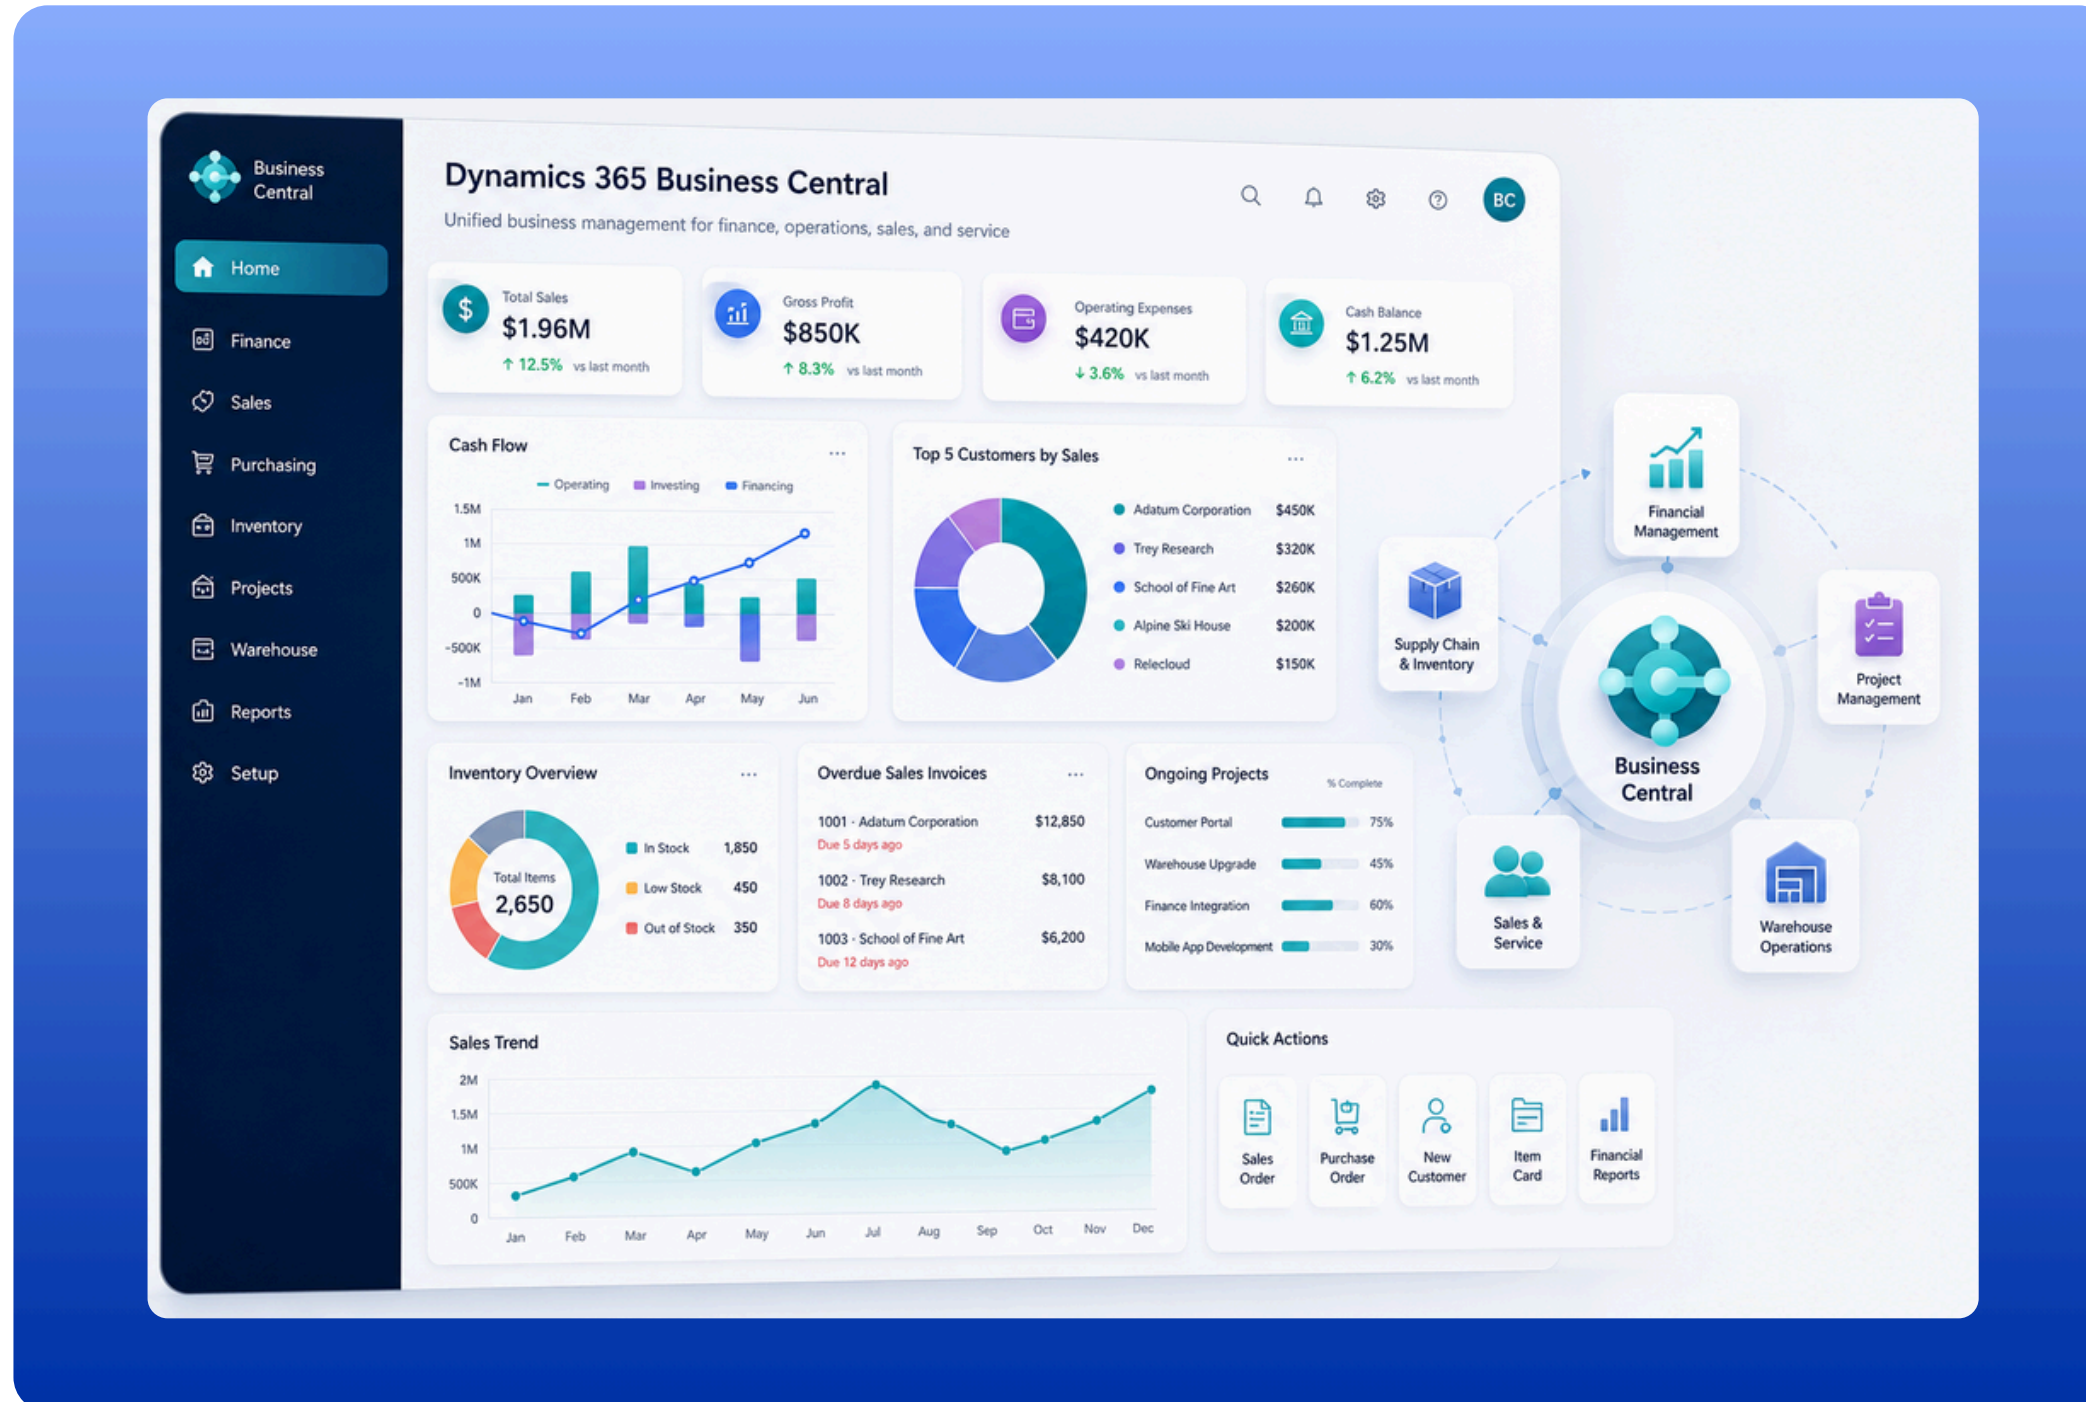 Business
Central
Home
Finance
Sales
Purchasing
Inventory
Projects
Warehouse
Reports
Setup
Dynamics 365 Business Central
Unified business management for finance, operations, sales, and service
BC
Total Sales
$1.96M
↑ 12.5% vs last month
Gross Profit
$850K
↑ 8.3% vs last month
Operating Expenses
$420K
↓ 3.6% vs last month
Cash Balance
$1.25M
↑ 6.2% vs last month
Cash Flow
Operating Investing Financing
1.5M
1M
500K
0
-500K
-1M
Jan Feb Mar Apr May Jun
Top 5 Customers by Sales
Adatum Corporation $450K
Trey Research $320K
School of Fine Art $260K
Alpine Ski House $200K
Relecloud $150K
Inventory Overview
Total Items
2,650
In Stock 1,850
Low Stock 450
Out of Stock 350
Overdue Sales Invoices
1001 · Adatum Corporation $12,850
Due 5 days ago
1002 · Trey Research $8,100
Due 8 days ago
1003 · School of Fine Art $6,200
Due 12 days ago
Ongoing Projects % Complete
Customer Portal 75%
Warehouse Upgrade 45%
Finance Integration 60%
Mobile App Development 30%
Sales Trend
2M
1.5M
1M
500K
0
Jan Feb Mar Apr May Jun Jul Aug Sep Oct Nov Dec
Quick Actions
Sales
Order
Purchase
Order
New
Customer
Item
Card
Financial
Reports
Financial
Management
Supply Chain
& Inventory
Project
Management
Business
Central
Sales &
Service
Warehouse
Operations